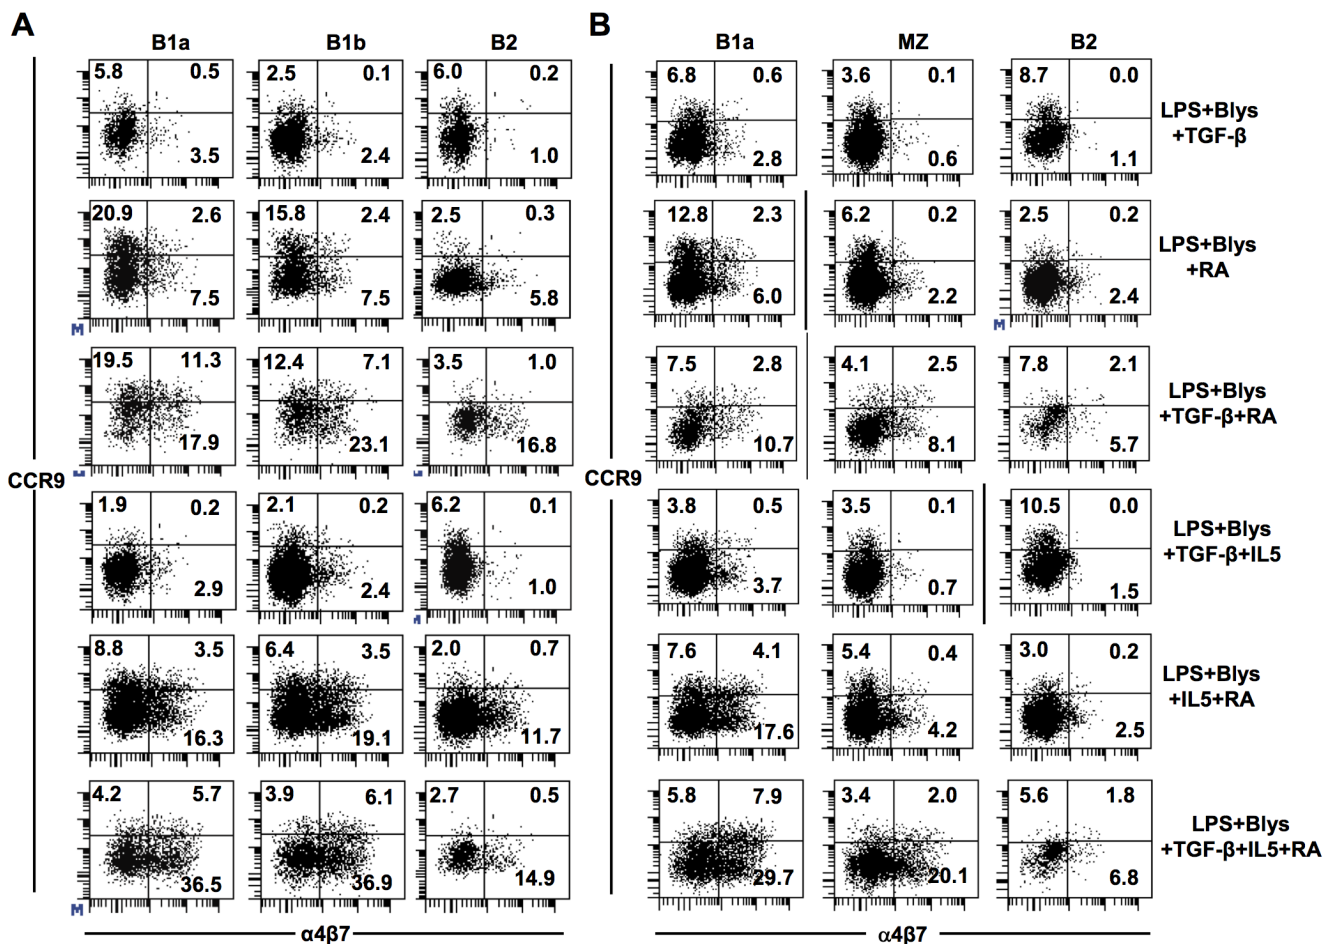 A B
B1a B1b B2 B1a MZ B2
5.8 0.5 2.5 0.1 6.0 0.2 6.8 0.6 3.6 0.1 8.7 0.0
LPS+Blys
+TGF-β
3.5 2.4 1.0 2.8 0.6 1.1
20.9 2.6 15.8 2.4 2.5 0.3 12.8 2.3 6.2 0.2 2.5 0.2
LPS+Blys
+RA
7.5 7.5 5.8 6.0 2.2 2.4
M M
19.5 11.3 12.4 7.1 3.5 1.0 7.5 2.8 4.1 2.5 7.8 2.1
LPS+Blys
+TGF-β+RA
17.9 23.1 16.8 10.7 8.1 5.7
CCR9 CCR9
1.9 0.2 2.1 0.2 6.2 0.1 3.8 0.5 3.5 0.1 10.5 0.0
LPS+Blys
+TGF-β+IL5
2.9 2.4 1.0 3.7 0.7 1.5
8.8 3.5 6.4 3.5 2.0 0.7 7.6 4.1 5.4 0.4 3.0 0.2
LPS+Blys
+IL5+RA
16.3 19.1 11.7 17.6 4.2 2.5
4.2 5.7 3.9 6.1 2.7 0.5 5.8 7.9 3.4 2.0 5.6 1.8
LPS+Blys
+TGF-β+IL5+RA
36.5 36.9 14.9 29.7 20.1 6.8
M
α4β7 α4β7